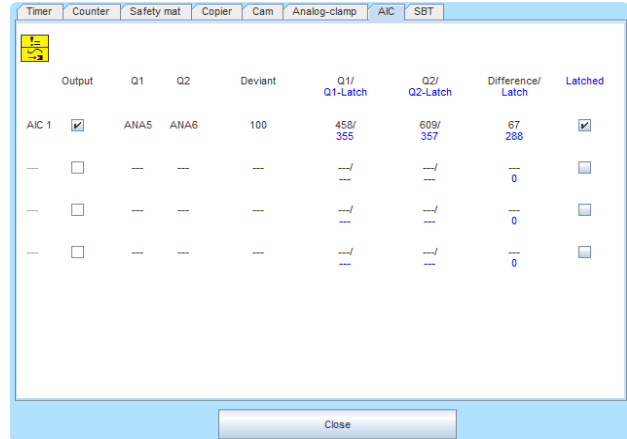 Timer Counter Safety mat Copier Cam Analog-clamp AIC SBT
Output Q1 Q2 Deviant Q1/ Q2/ Difference/ Latched
Q1-Latch Q2-Latch Latch
AIC 1 ANA5 ANA6 100 458/ 609/ 67
355 357 288
--- --- --- --- ---/ ---/ ---
--- --- 0
--- --- --- --- ---/ ---/ ---
--- --- 0
--- --- --- --- ---/ ---/ ---
--- --- 0
Close